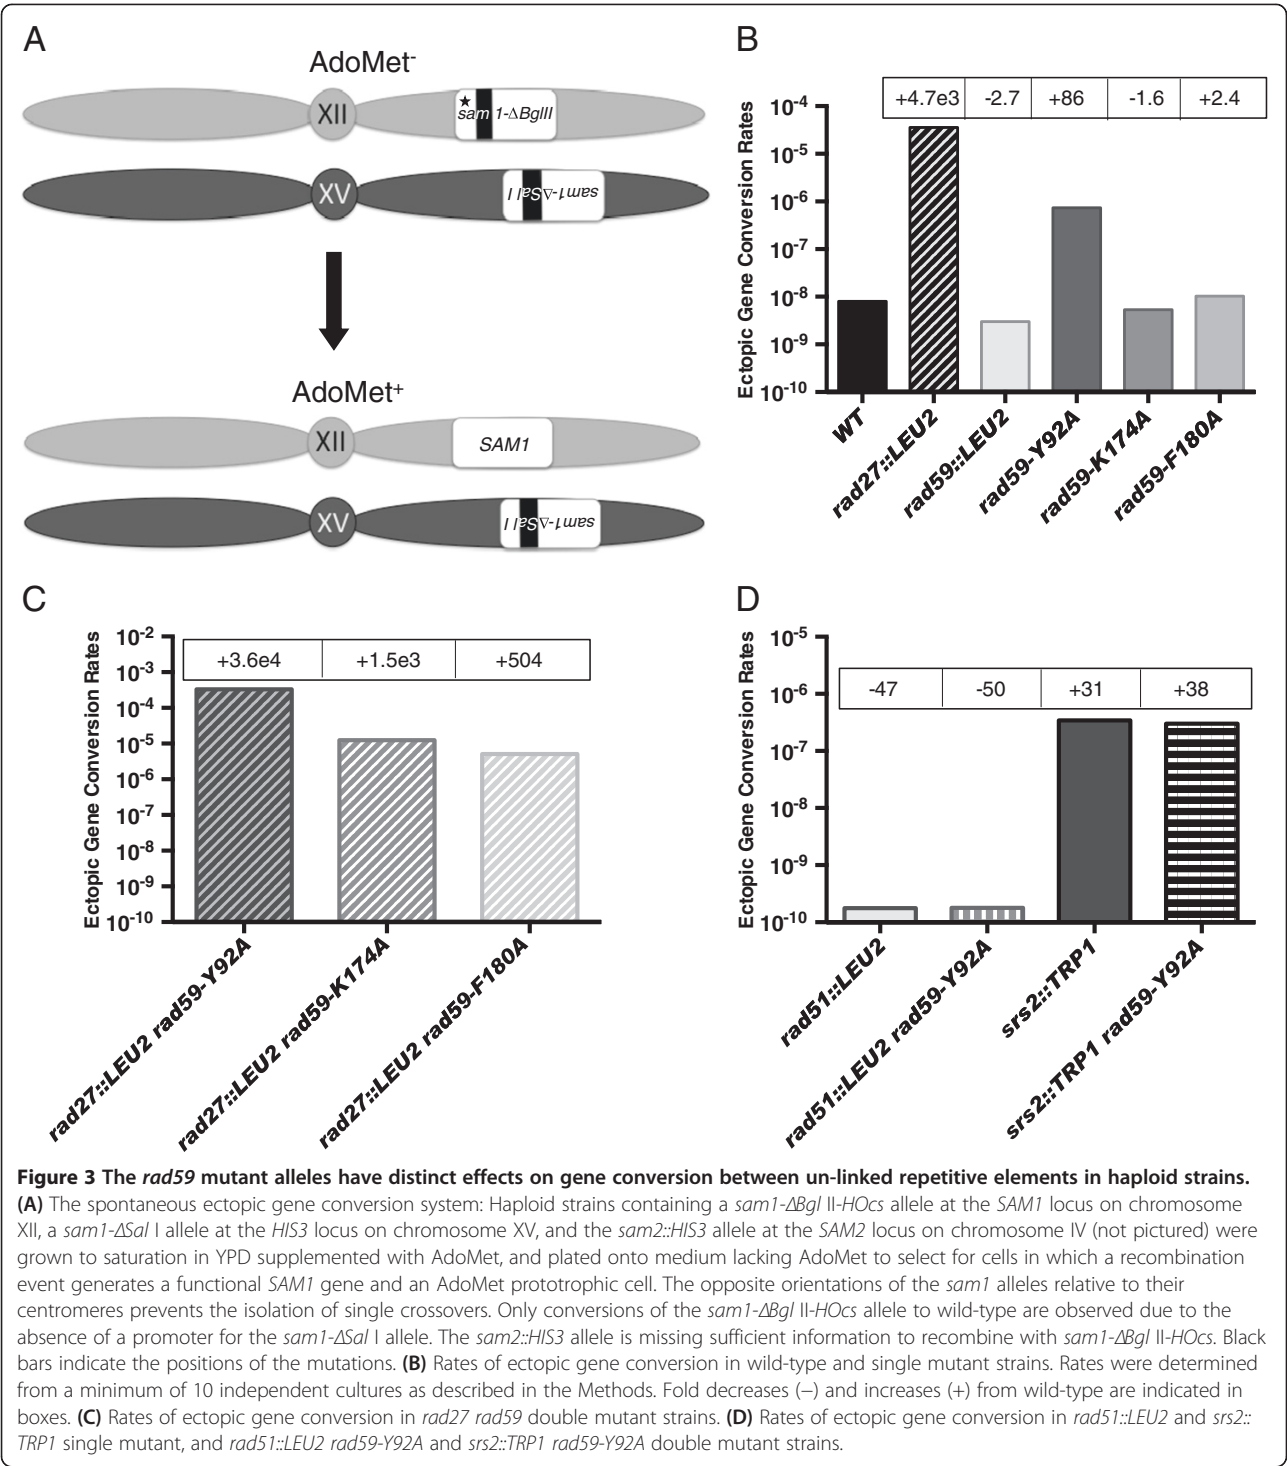 A
AdoMet-
XII
★
sam 1-ΔBglII
XV
sam1-ΔSal I
AdoMet+
XII
SAM1
XV
sam1-ΔSal I
B
+4.7e3 -2.7 +86 -1.6 +2.4
Ectopic Gene Conversion Rates
10-4
10-5
10-6
10-7
10-8
10-9
10-10
WT
rad27::LEU2
rad59::LEU2
rad59-Y92A
rad59-K174A
rad59-F180A
C
+3.6e4 +1.5e3 +504
Ectopic Gene Conversion Rates
10-2
10-3
10-4
10-5
10-6
10-7
10-8
10-9
10-10
rad27::LEU2 rad59-Y92A
rad27::LEU2 rad59-K174A
rad27::LEU2 rad59-F180A
D
-47 -50 +31 +38
Ectopic Gene Conversion Rates
10-5
10-6
10-7
10-8
10-9
10-10
rad51::LEU2
rad51::LEU2 rad59-Y92A
srs2::TRP1
srs2::TRP1 rad59-Y92A
Figure 3 The rad59 mutant alleles have distinct effects on gene conversion between un-linked repetitive elements in haploid strains.
(A) The spontaneous ectopic gene conversion system: Haploid strains containing a sam1-ΔBgl II-HOcs allele at the SAM1 locus on chromosome
XII, a sam1-ΔSal I allele at the HIS3 locus on chromosome XV, and the sam2::HIS3 allele at the SAM2 locus on chromosome IV (not pictured) were
grown to saturation in YPD supplemented with AdoMet, and plated onto medium lacking AdoMet to select for cells in which a recombination
event generates a functional SAM1 gene and an AdoMet prototrophic cell. The opposite orientations of the sam1 alleles relative to their
centromeres prevents the isolation of single crossovers. Only conversions of the sam1-ΔBgl II-HOcs allele to wild-type are observed due to the
absence of a promoter for the sam1-ΔSal I allele. The sam2::HIS3 allele is missing sufficient information to recombine with sam1-ΔBgl II-HOcs. Black
bars indicate the positions of the mutations. (B) Rates of ectopic gene conversion in wild-type and single mutant strains. Rates were determined
from a minimum of 10 independent cultures as described in the Methods. Fold decreases (−) and increases (+) from wild-type are indicated in
boxes. (C) Rates of ectopic gene conversion in rad27 rad59 double mutant strains. (D) Rates of ectopic gene conversion in rad51::LEU2 and srs2::
TRP1 single mutant, and rad51::LEU2 rad59-Y92A and srs2::TRP1 rad59-Y92A double mutant strains.